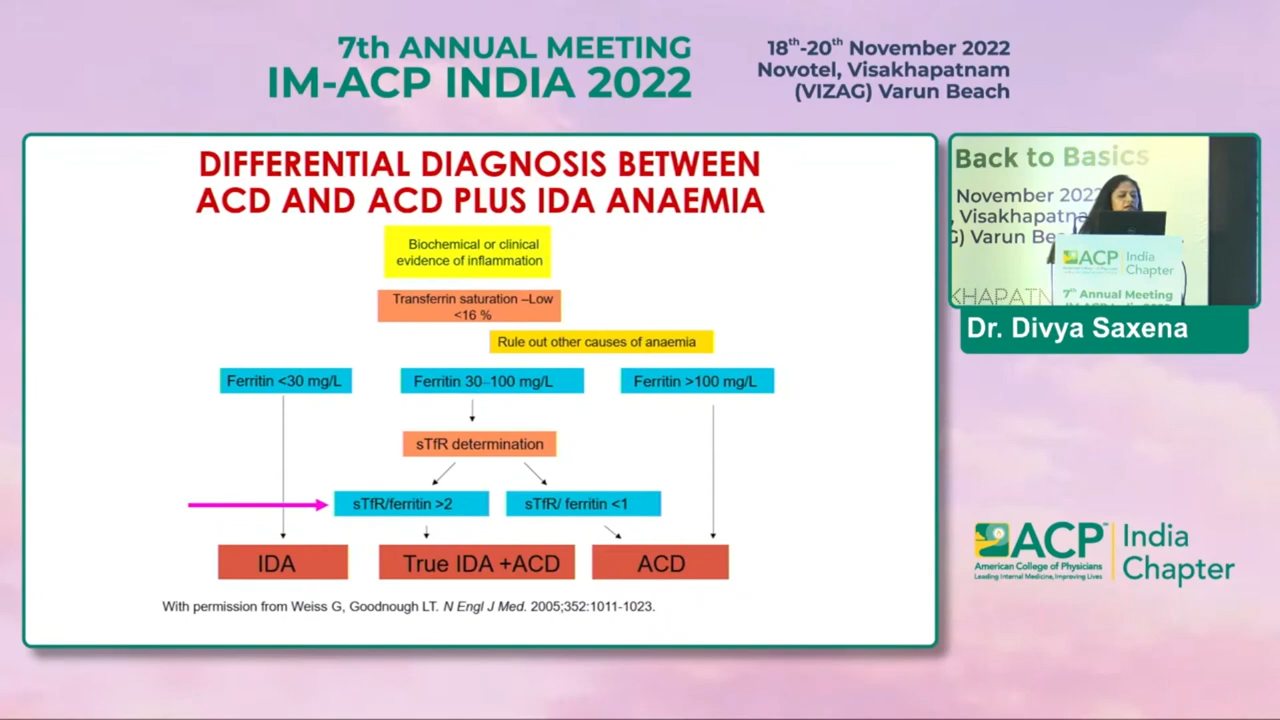 7th ANNUAL MEETING
IM-ACP INDIA 2022
18th-20th November 2022
Novotel, Visakhapatnam
(VIZAG) Varun Beach
DIFFERENTIAL DIAGNOSIS BETWEEN
ACD AND ACD PLUS IDA ANAEMIA
Biochemical or clinical
evidence of inflammation
Transferrin saturation –Low
<16 %
Rule out other causes of anaemia
Ferritin <30 mg/L
Ferritin 30–100 mg/L
Ferritin >100 mg/L
sTfR determination
sTfR/ferritin >2
sTfR/ ferritin <1
IDA
True IDA +ACD
ACD
With permission from Weiss G, Goodnough LT. N Engl J Med. 2005;352:1011-1023.
Back to Basics
November 2022
, Visakhapatna
G) Varun Be
KHAPATN
ACP India
Chapter
7th Annual Meeting
Dr. Divya Saxena
ACP™ India
American College of Physicians Chapter
Leading Internal Medicine, Improving Lives